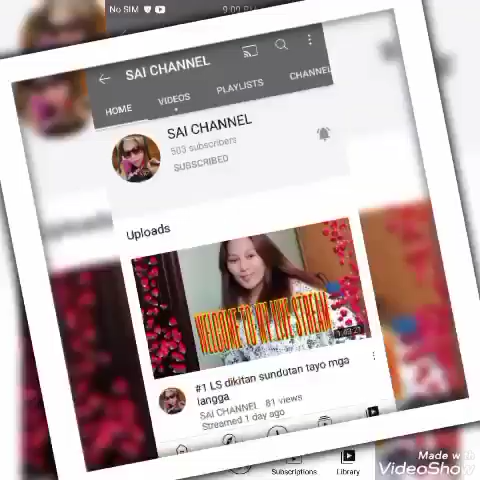 No SIM
SAI CHANNEL
HOME VIDEOS PLAYLISTS CHANNEL
SAI CHANNEL
503 subscribers
SUBSCRIBED
Uploads
WELCOME TO MY LIVE STREAM
#1 LS dikitan sundutan tayo mga
langga
SAI CHANNEL 81 views
Streamed 1 day ago
Subscriptions Library
Made with
VideoShow